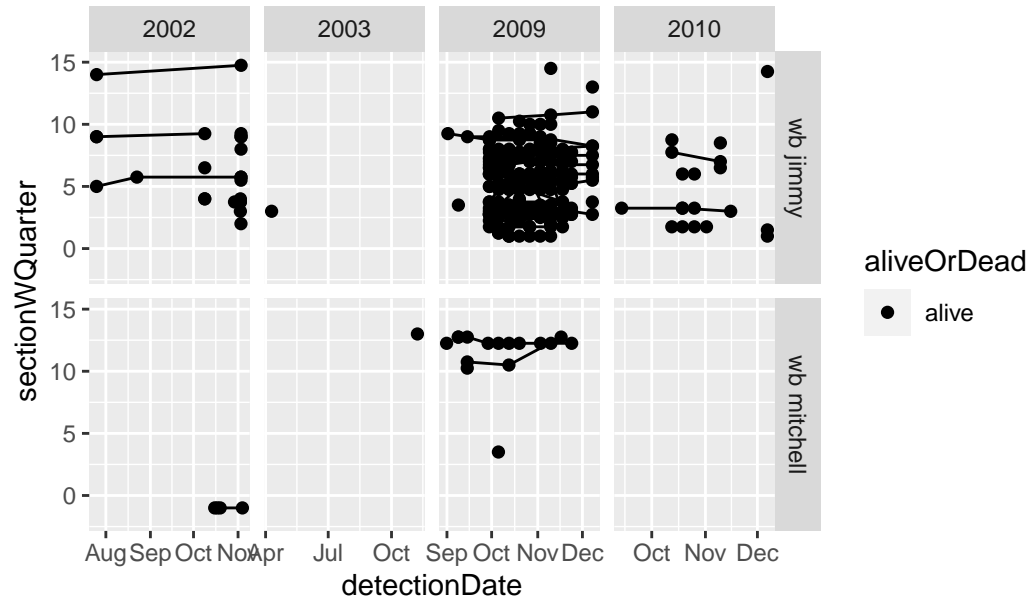 2002 2003 2009 2010
15
10
5
0
wb jimmy
15
10
5
0
wb mitchell
sectionWQuarter
Aug Sep Oct Nov Apr Jul Oct Sep Oct Nov Dec Oct Nov Dec
detectionDate
aliveOrDead
alive